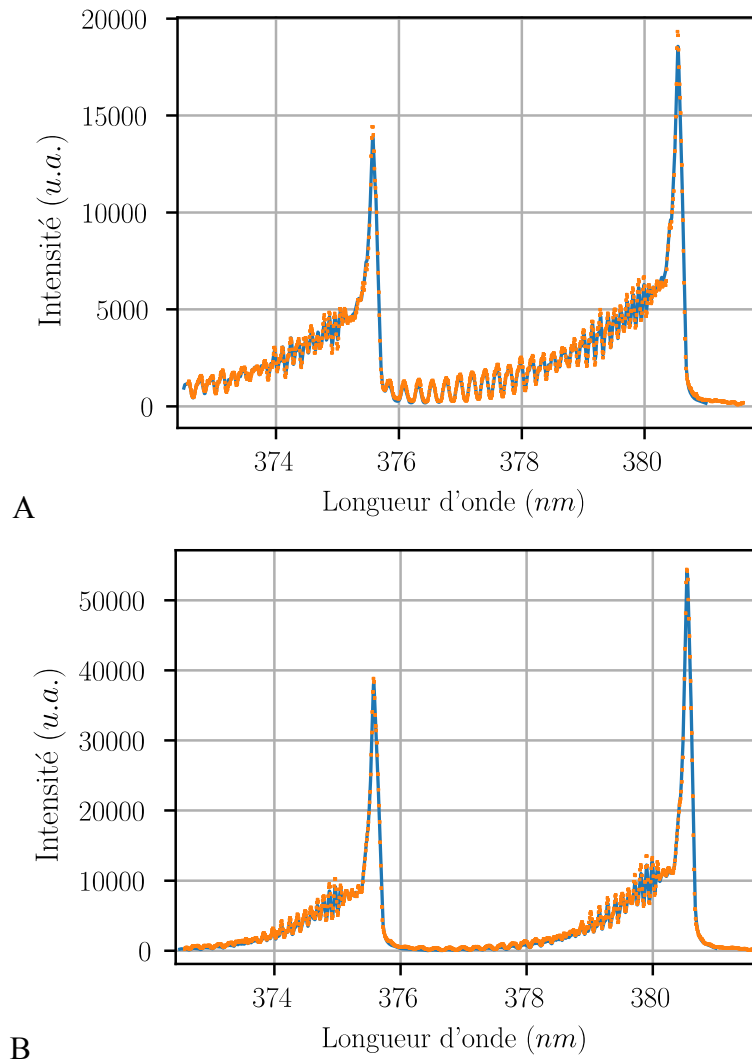 20000
15000
10000
5000
0
Intensité (u.a.)
374 376 378 380
Longueur d'onde (nm)
A
50000
40000
30000
20000
10000
0
Intensité (u.a.)
374 376 378 380
Longueur d'onde (nm)
B